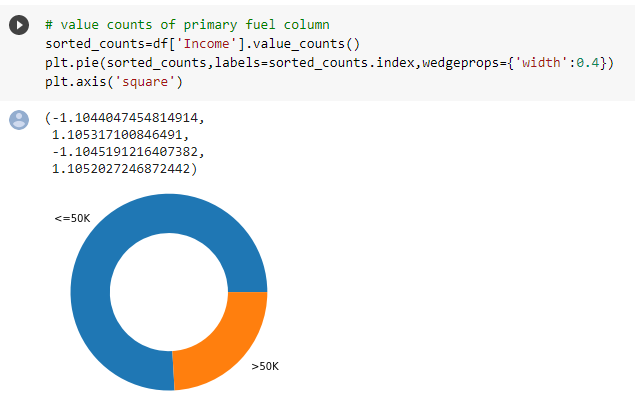 # value counts of primary fuel column
sorted_counts=df['Income'].value_counts()
plt.pie(sorted_counts,labels=sorted_counts.index,wedgeprops={'width':0.4})
plt.axis('square')
(-1.1044047454814914,
1.105317100846491,
-1.1045191216407382,
1.1052027246872442)
<=50K
>50K